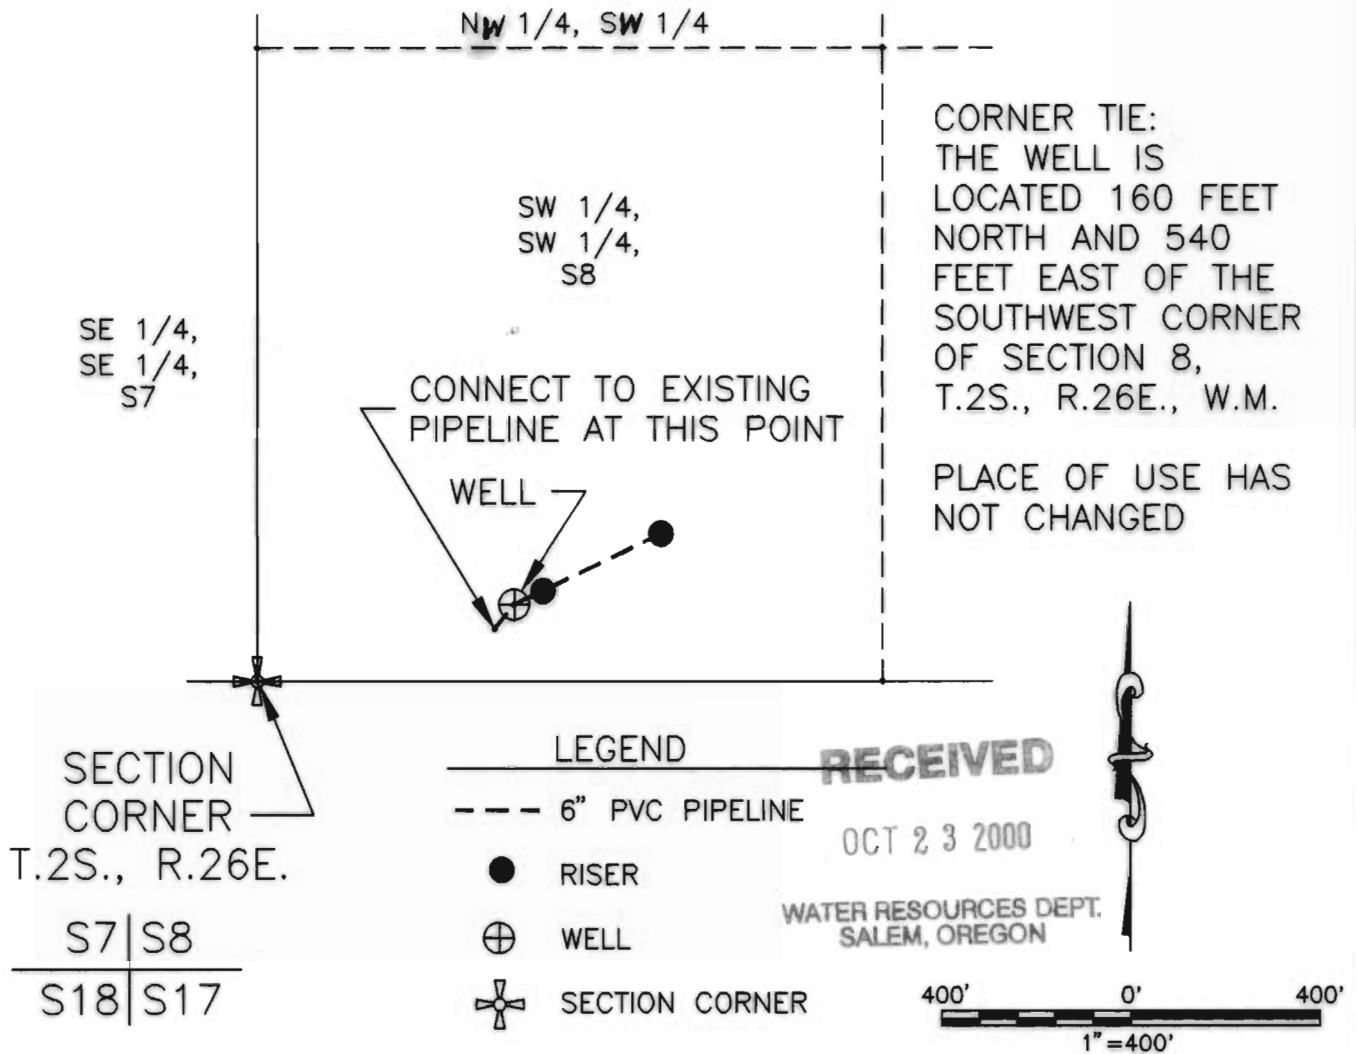 NW 1/4, SW 1/4
CORNER TIE:
THE WELL IS
LOCATED 160 FEET
NORTH AND 540
FEET EAST OF THE
SOUTHWEST CORNER
OF SECTION 8,
T.2S., R.26E., W.M.
PLACE OF USE HAS
NOT CHANGED
SW 1/4,
SW 1/4,
S8
SE 1/4,
SE 1/4,
S7
CONNECT TO EXISTING
PIPELINE AT THIS POINT
WELL
SECTION
CORNER
T.2S., R.26E.
S7 S8
S18 S17
LEGEND
6" PVC PIPELINE
RISER
WELL
SECTION CORNER
RECEIVED
OCT 23 2000
WATER RESOURCES DEPT.
SALEM, OREGON
400' 0' 400'
1"=400'